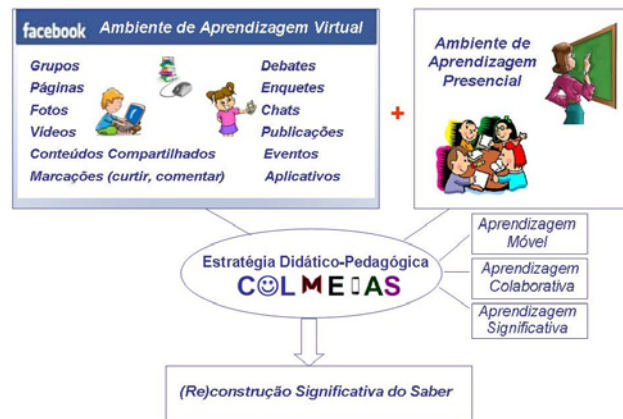 facebook Ambiente de Aprendizagem Virtual
Grupos
Páginas
Fotos
Vídeos
Conteúdos Compartilhados
Marcações (curtir, comentar)
Debates
Enquetes
Chats
Publicações
Eventos
Aplicativos
+
Ambiente de
Aprendizagem
Presencial
Estratégia Didático-Pedagógica
COLMEIAS
Aprendizagem
Móvel
Aprendizagem
Colaborativa
Aprendizagem
Significativa
(Re)construção Significativa do Saber